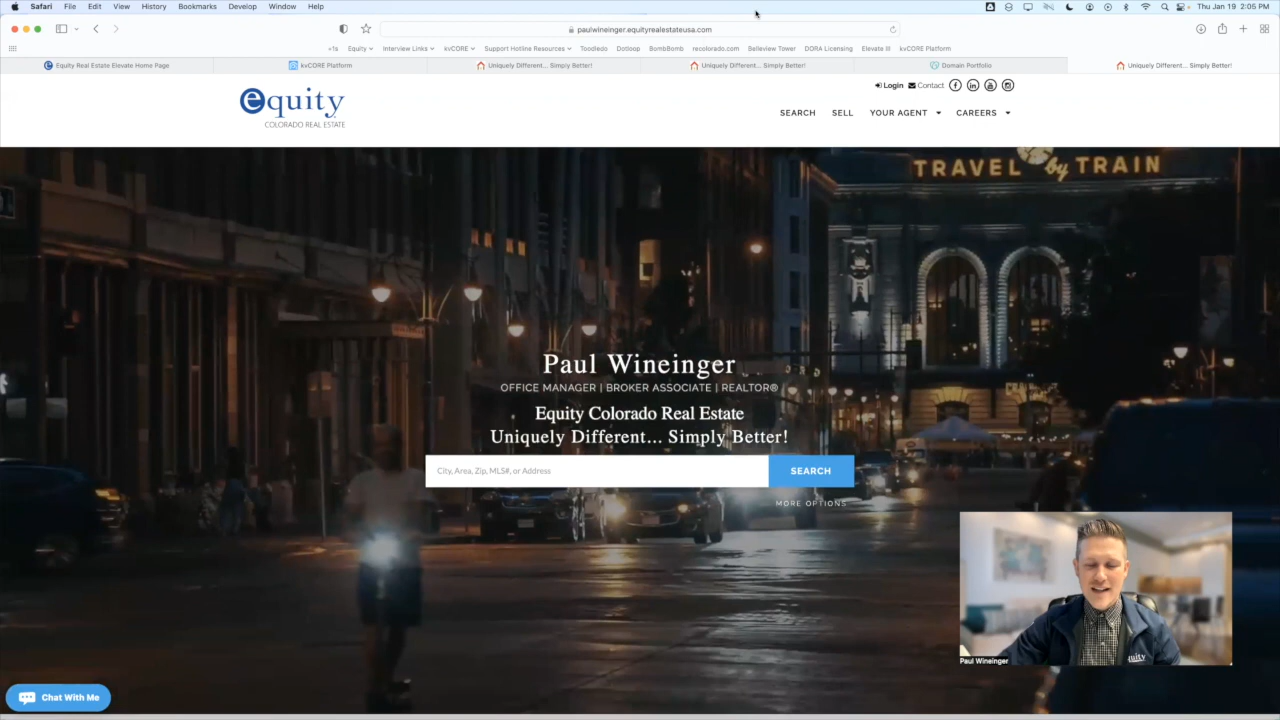 Safari File Edit View History Bookmarks Develop Window Help Thu Jan 19 2:05 PM
paulwineinger.equityrealestateusa.com
+1s Equity Interview Links kvCORE Support Hotline Resources Toodledo Dotloop BombBomb recolorado.com Belleview Tower DORA Licensing Elevate III kvCORE Platform
Equity Real Estate Elevate Home Page kvCORE Platform Uniquely Different... Simply Better! Uniquely Different... Simply Better! Domain Portfolio Uniquely Different... Simply Better!
Login Contact
equity
COLORADO REAL ESTATE
SEARCH SELL YOUR AGENT CAREERS
TRAVEL by TRAIN
Paul Wineinger
OFFICE MANAGER | BROKER ASSOCIATE | REALTOR®
Equity Colorado Real Estate
Uniquely Different... Simply Better!
City, Area, Zip, MLS#, or Address SEARCH
MORE OPTIONS
equity
Paul Wineinger
Chat With Me